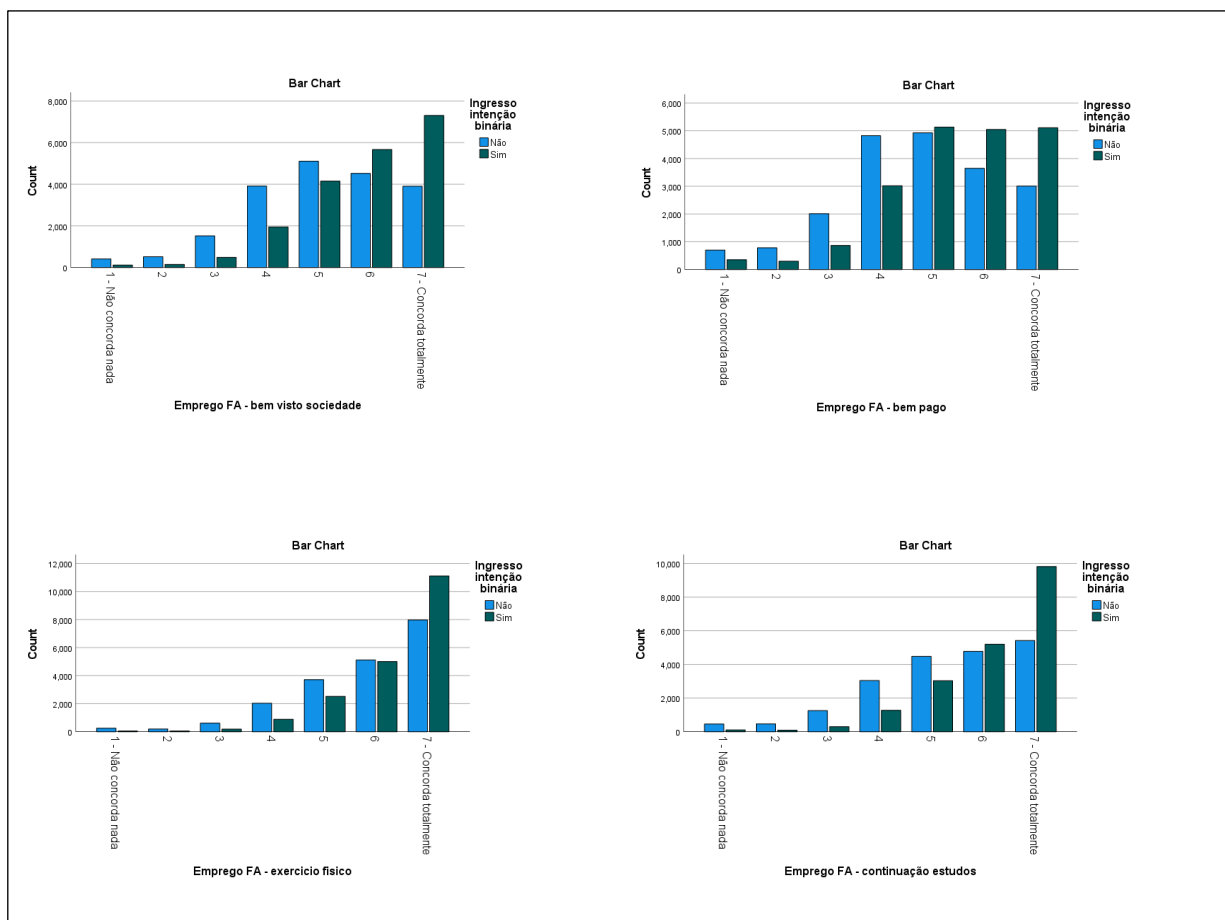 Bar Chart
Ingresso
intenção
binária
Não
Sim
Count
8,000
6,000
4,000
2,000
0
1 - Não concorda nada
2
3
4
5
6
7 - Concorda totalmente
Emprego FA - bem visto sociedade
Bar Chart
Ingresso
intenção
binária
Não
Sim
Count
6,000
5,000
4,000
3,000
2,000
1,000
0
1 - Não concorda nada
2
3
4
5
6
7 - Concorda totalmente
Emprego FA - bem pago
Bar Chart
Ingresso
intenção
binária
Não
Sim
Count
12,000
10,000
8,000
6,000
4,000
2,000
0
1 - Não concorda nada
2
3
4
5
6
7 - Concorda totalmente
Emprego FA - exercicio fisico
Bar Chart
Ingresso
intenção
binária
Não
Sim
Count
10,000
8,000
6,000
4,000
2,000
0
1 - Não concorda nada
2
3
4
5
6
7 - Concorda totalmente
Emprego FA - continuação estudos